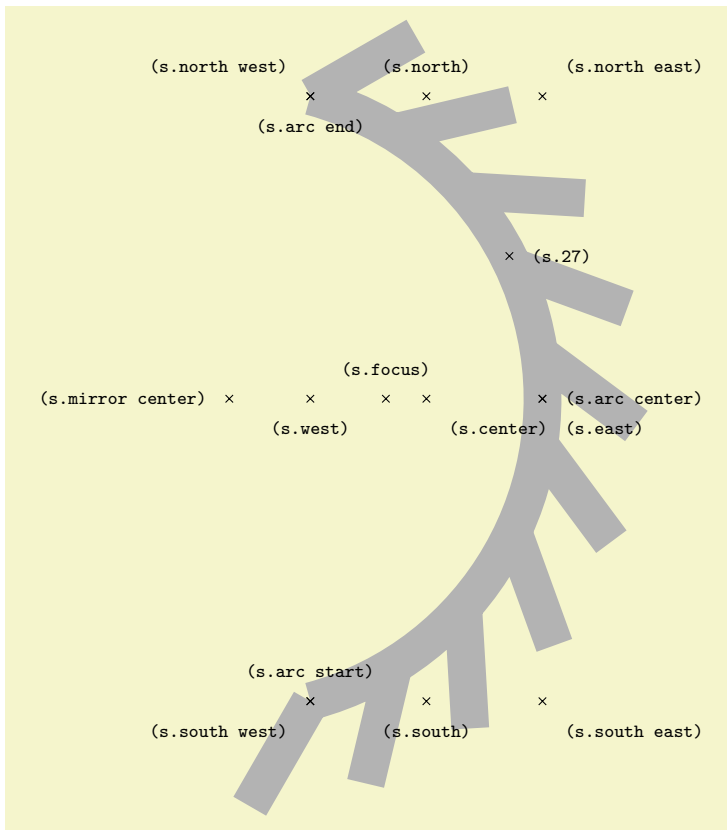 (s.north west) (s.north) (s.north east)
(s.arc end)
(s.27)
(s.focus)
(s.mirror center) (s.arc center)
(s.west) (s.center) (s.east)
(s.arc start)
(s.south west) (s.south) (s.south east)